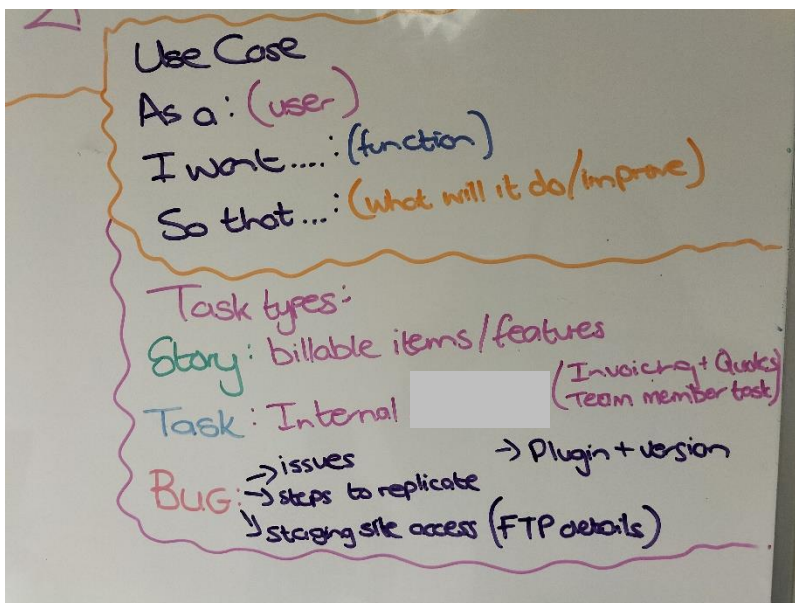 Use Case
As a: (user)
I want....: (function)
So that...: (what will it do/improve)
Task types:
Story: billable items/features
Task: Internal (Invoicing + Quotes
Team member task)
Bug: → issues → Plugin + version
→ steps to replicate
→ staging site access (FTP details)